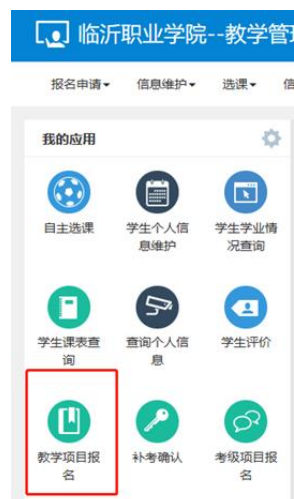 临沂职业学院--教学管理
报名申请 信息维护 选课 信
我的应用
自主选课 学生个人信 学生学业情
息维护 况查询
学生课表查 查询个人信 学生评价
询 息
教学项目报 补考确认 考级项目报
名 名